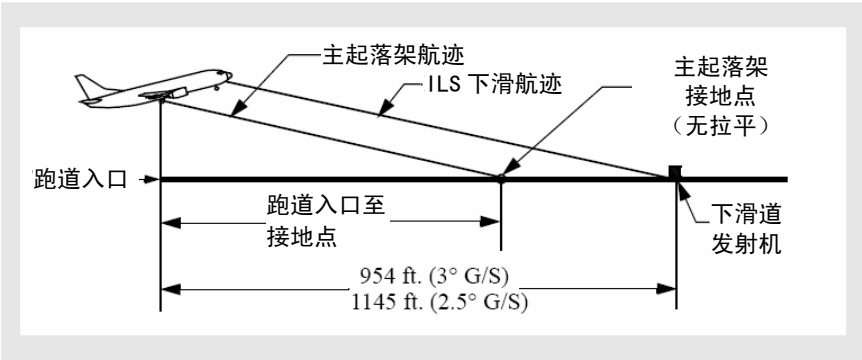 主起落架航迹
ILS 下滑航迹
主起落架
接地点
（无拉平）
跑道入口
跑道入口至
接地点
下滑道
发射机
954 ft. (3° G/S)
1145 ft. (2.5° G/S)